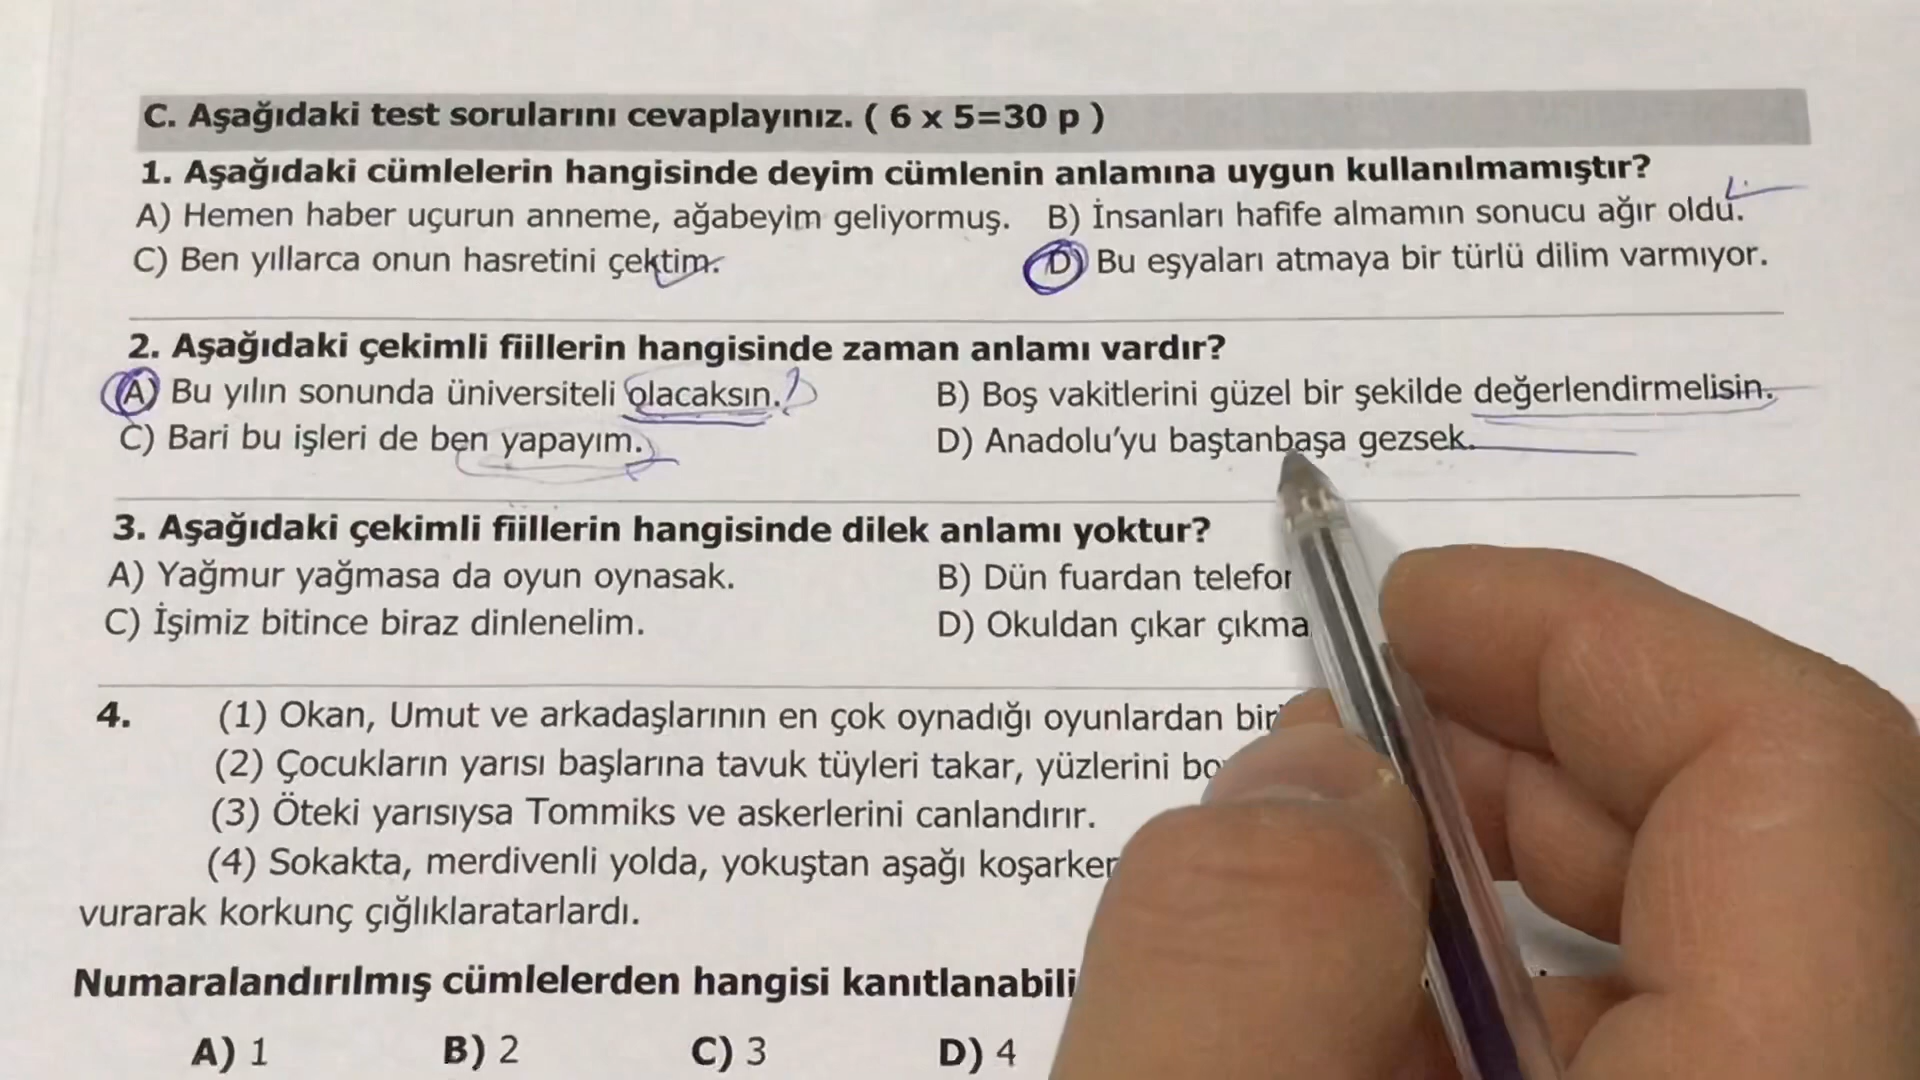 C. Aşağıdaki test sorularını cevaplayınız. ( 6 x 5=30 p )
1. Aşağıdaki cümlelerin hangisinde deyim cümlenin anlamına uygun kullanılmamıştır?
A) Hemen haber uçurun anneme, ağabeyim geliyormuş. B) İnsanları hafife almamın sonucu ağır oldu.
C) Ben yıllarca onun hasretini çektim. D) Bu eşyaları atmaya bir türlü dilim varmıyor.
2. Aşağıdaki çekimli fiillerin hangisinde zaman anlamı vardır?
A) Bu yılın sonunda üniversiteli olacaksın. B) Boş vakitlerini güzel bir şekilde değerlendirmelisin.
C) Bari bu işleri de ben yapayım. D) Anadolu’yu baştanbaşa gezsek.
3. Aşağıdaki çekimli fiillerin hangisinde dilek anlamı yoktur?
A) Yağmur yağmasa da oyun oynasak. B) Dün fuardan
C) İşimiz bitince biraz dinlenelim. D) Okuldan çıkar
4. (1) Okan, Umut ve arkadaşlarının en çok oynadığı oyunlardan
(2) Çocukların yarısı başlarına tavuk tüyleri takar, yüzlerini
(3) Öteki yarısıysa Tommiks ve askerlerini canlandırır.
(4) Sokakta, merdivenli yolda, yokuştan aşağı
vurarak korkunç çığlıklaratarlardı.
Numaralandırılmış cümlelerden hangisi
A) 1 B) 2 C) 3 D) 4